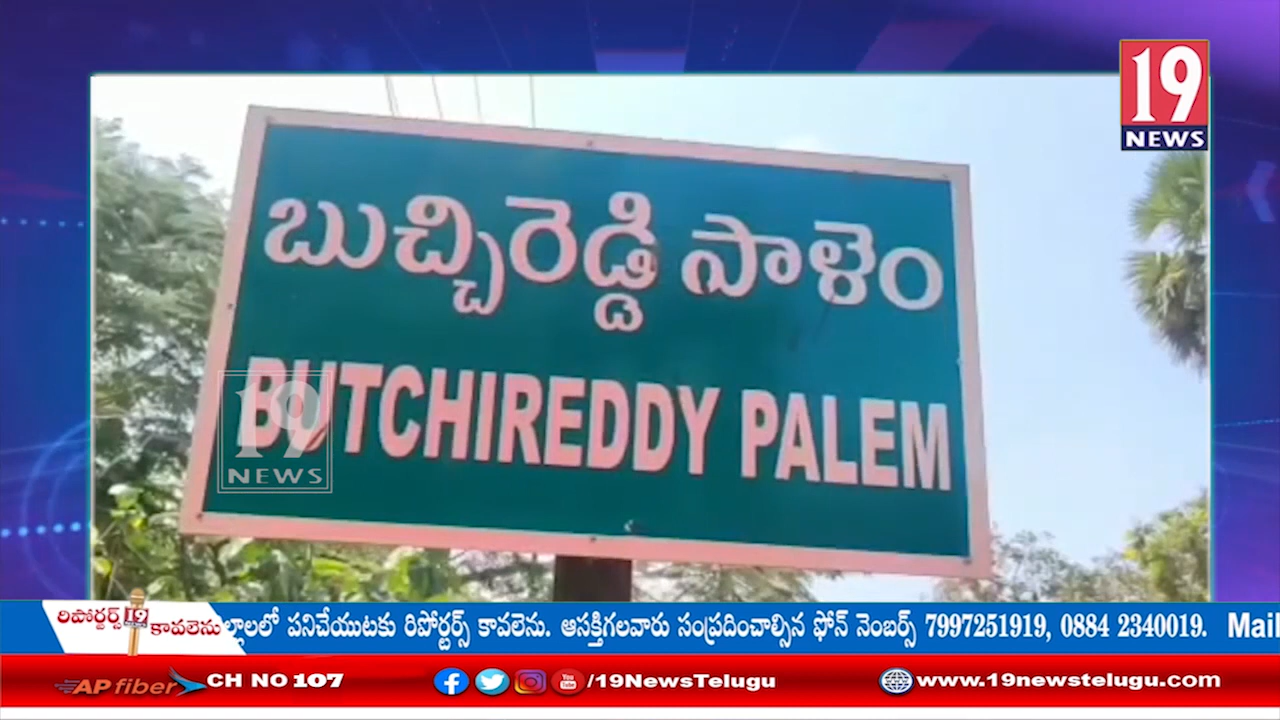 19
NEWS
బుచ్చిరెడ్డి పాళెం
BUTCHIREDDY PALEM
19
NEWS
రిపోర్టర్స్ 19 కావలెను
ల్లాలలో పనిచేయుటకు రిపోర్టర్స్ కావలెను. ఆసక్తిగలవారు సంప్రదించాల్సిన ఫోన్ నెంబర్స్ 7997251919, 0884 2340019. Mail
AP fiber CH NO 107 /19NewsTelugu www.19newstelugu.com